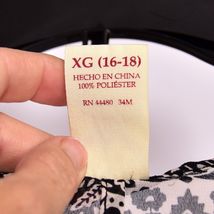 XG (16-18)
HECHO EN CHINA
100% POLIÉSTER
RN 44480 34M